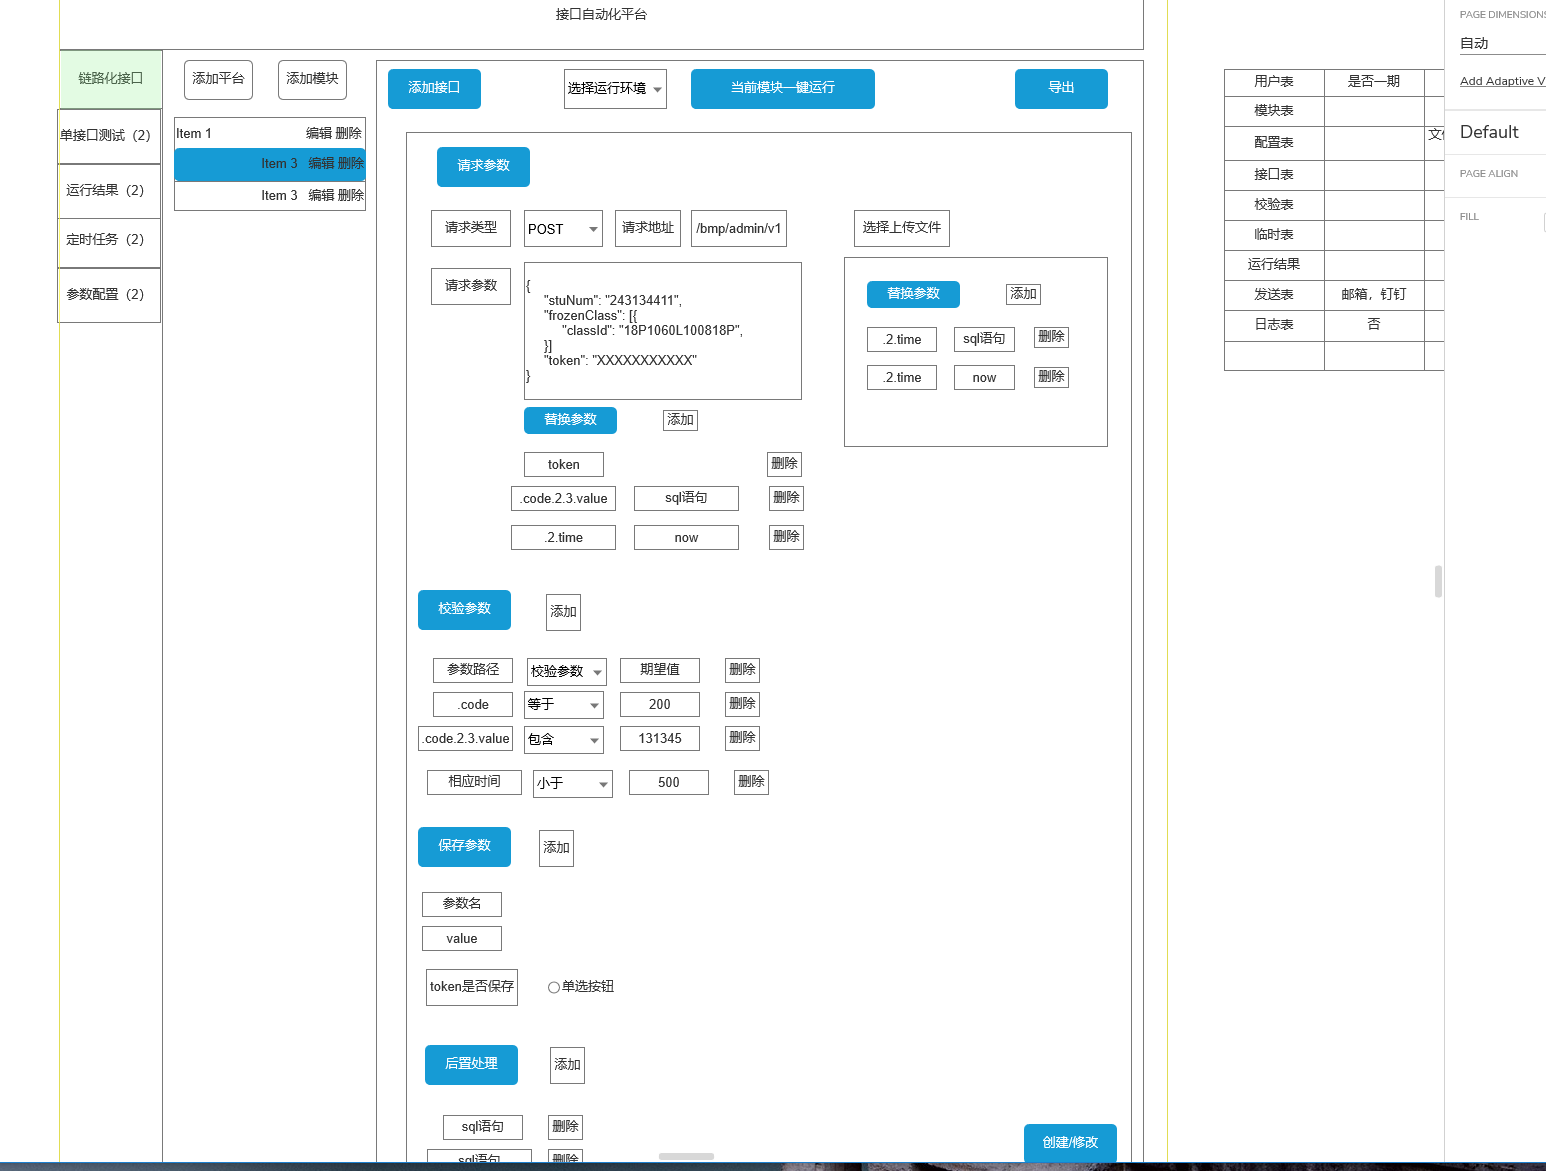 接口自动化平台
链路化接口
单接口测试（2）
运行结果（2）
定时任务（2）
参数配置（2）
添加平台
添加模块
Item 1 编辑 删除
Item 3 编辑 删除
Item 3 编辑 删除
添加接口
选择运行环境
当前模块一键运行
导出
请求参数
请求类型
POST
请求地址
/bmp/admin/v1
选择上传文件
请求参数
{
"stuNum": "243134411",
"frozenClass": [{
"classId": "18P1060L100818P",
}]
"token": "XXXXXXXXXXX"
}
替换参数
添加
.2.time
sql语句
删除
.2.time
now
删除
替换参数
添加
token
删除
.code.2.3.value
sql语句
删除
.2.time
now
删除
校验参数
添加
参数路径
校验参数
期望值
删除
.code
等于
200
删除
.code.2.3.value
包含
131345
删除
相应时间
小于
500
删除
保存参数
添加
参数名
value
token是否保存
单选按钮
后置处理
添加
sql语句
删除
sql语句
删除
创建/修改
用户表
是否一期
模块表
配置表
接口表
校验表
临时表
运行结果
发送表
邮箱，钉钉
日志表
否
PAGE DIMENSIONS
自动
Add Adaptive V
Default
PAGE ALIGN
FILL